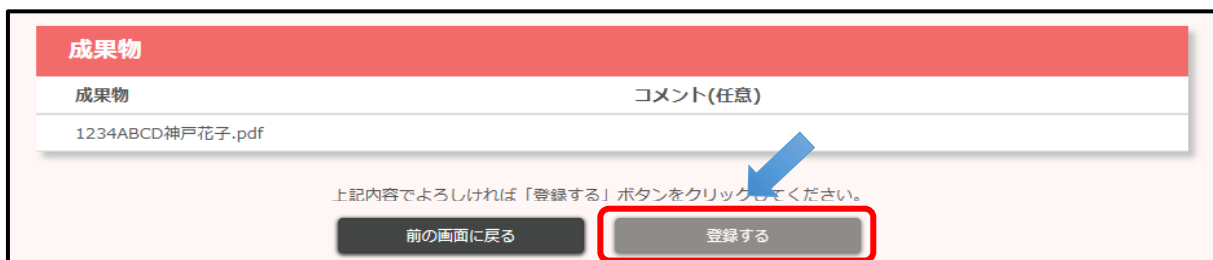 成果物
成果物 コメント(任意)
1234ABCD神戸花子.pdf
上記内容でよろしければ「登録する」ボタンをクリックしてください。
前の画面に戻る 登録する